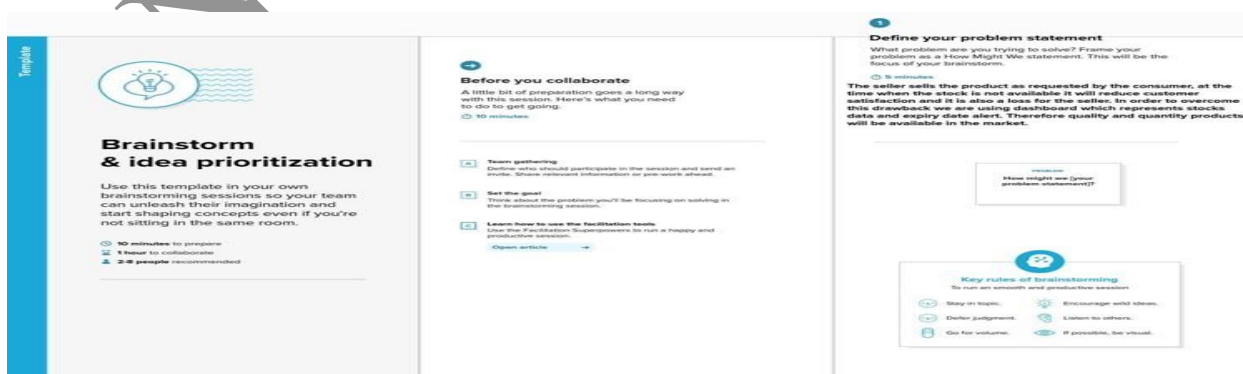 Template
Brainstorm
& idea prioritization
Use this template in your own
brainstorming sessions so your team
can unleash their imagination and
start shaping concepts even if you're
not sitting in the same room.
10 minutes to prepare
1 hour to collaborate
2-8 people recommended
Before you collaborate
A little bit of preparation goes a long way
with this session. Here's what you need
to do to get going.
10 minutes
A
Team gathering
Define who should participate in the session and send an
invite. Share relevant information or pre-work ahead.
B
Set the goal
Think about the problem you'll be focusing on solving in
the brainstorming session.
C
Learn how to use the facilitation tools
Use the Facilitation Superpowers to run a happy and
productive session.
Open article
1
Define your problem statement
What problem are you trying to solve? Frame your
problem as a How Might We statement. This will be the
focus of your brainstorm.
5 minutes
The seller sells the product as requested by the consumer, at the
time when the stock is not available it will reduce customer
satisfaction and it is also a loss for the seller. In order to overcome
this drawback we are using dashboard which represents stocks
data and expiry date alert. Therefore quality and quantity products
will be available in the market.
PROBLEM
How might we [your
problem statement]?
Key rules of brainstorming
To run an smooth and productive session
Stay in topic.
Encourage wild ideas.
Defer judgment.
Listen to others.
Go for volume.
If possible, be visual.